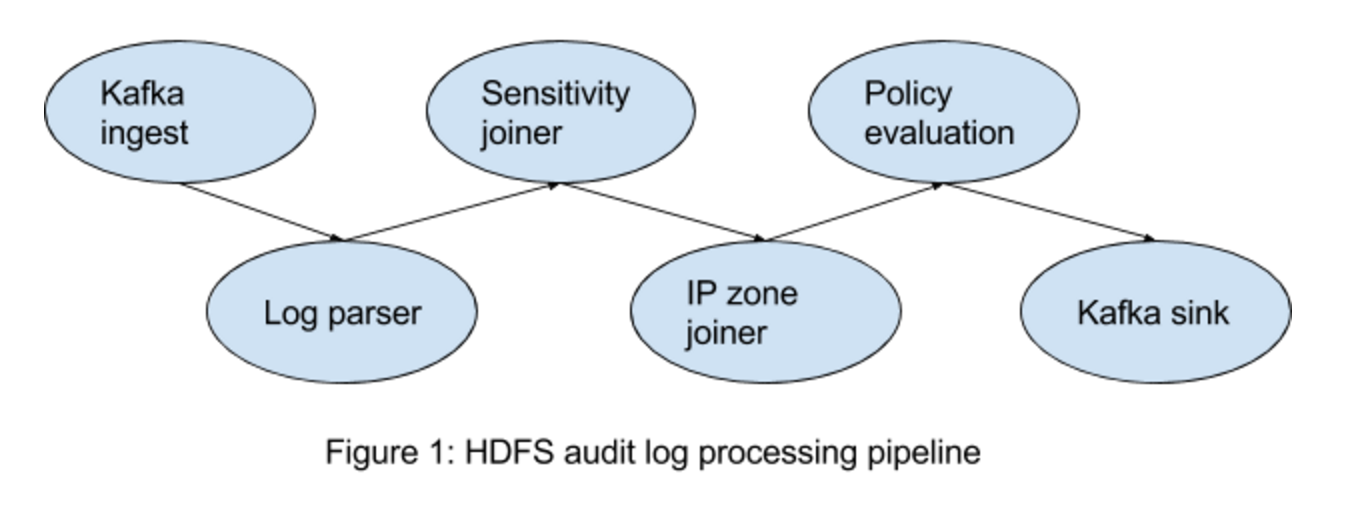 Kafka
ingest
Sensitivity
joiner
Policy
evaluation
Log parser
IP zone
joiner
Kafka sink
Figure 1: HDFS audit log processing pipeline